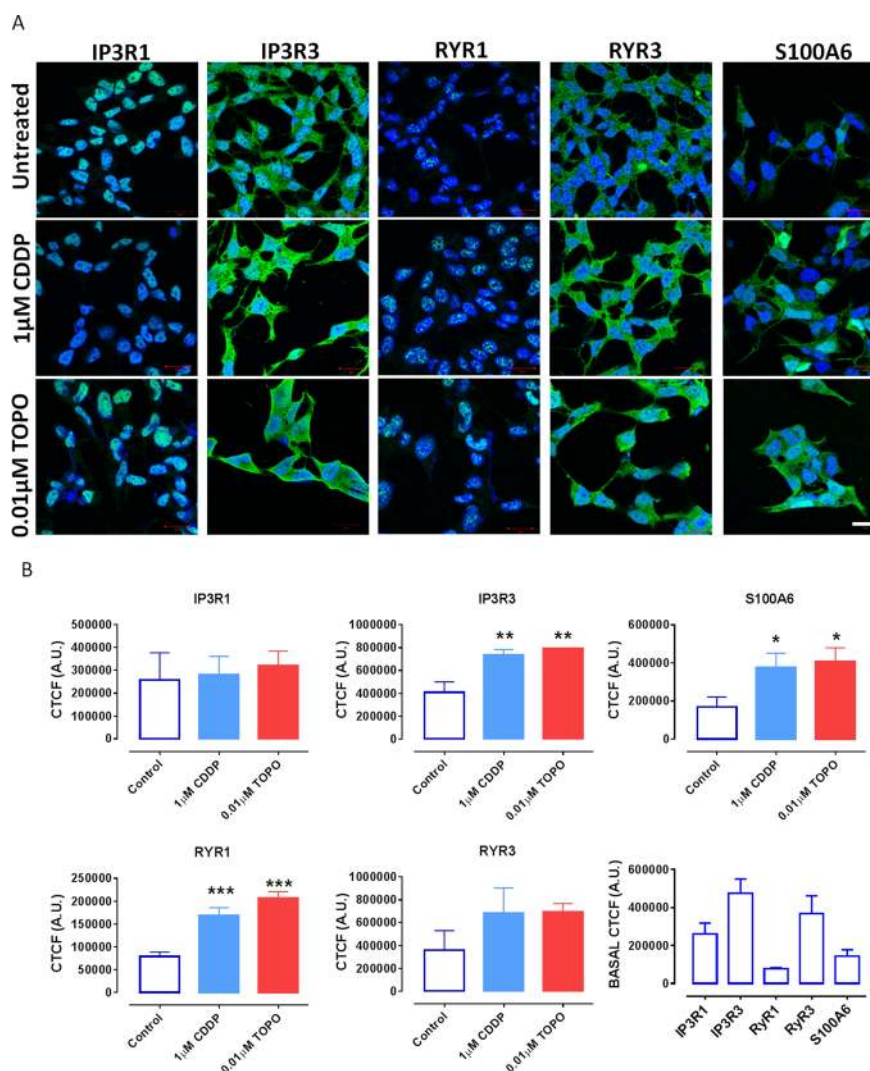 A
IP3R1 IP3R3 RYR1 RYR3 S100A6
Untreated
1µM CDDP
0.01µM TOPO
B
IP3R1
CTCF (A.U.)
500000
400000
300000
200000
100000
0
Control
1µM CDDP
0.01µM TOPO
IP3R3
CTCF (A.U.)
1000000
800000
600000
400000
200000
0
** **
Control
1µM CDDP
0.01µM TOPO
S100A6
CTCF (A.U.)
600000
400000
200000
0
* *
Control
1µM CDDP
0.01µM TOPO
RYR1
CTCF (A.U.)
250000
200000
150000
100000
50000
0
*** ***
Control
1µM CDDP
0.01µM TOPO
RYR3
CTCF (A.U.)
1000000
800000
600000
400000
200000
0
Control
1µM CDDP
0.01µM TOPO
BASAL CTCF (A.U.)
600000
400000
200000
0
IP3R1
IP3R3
RyR1
RyR3
S100A6